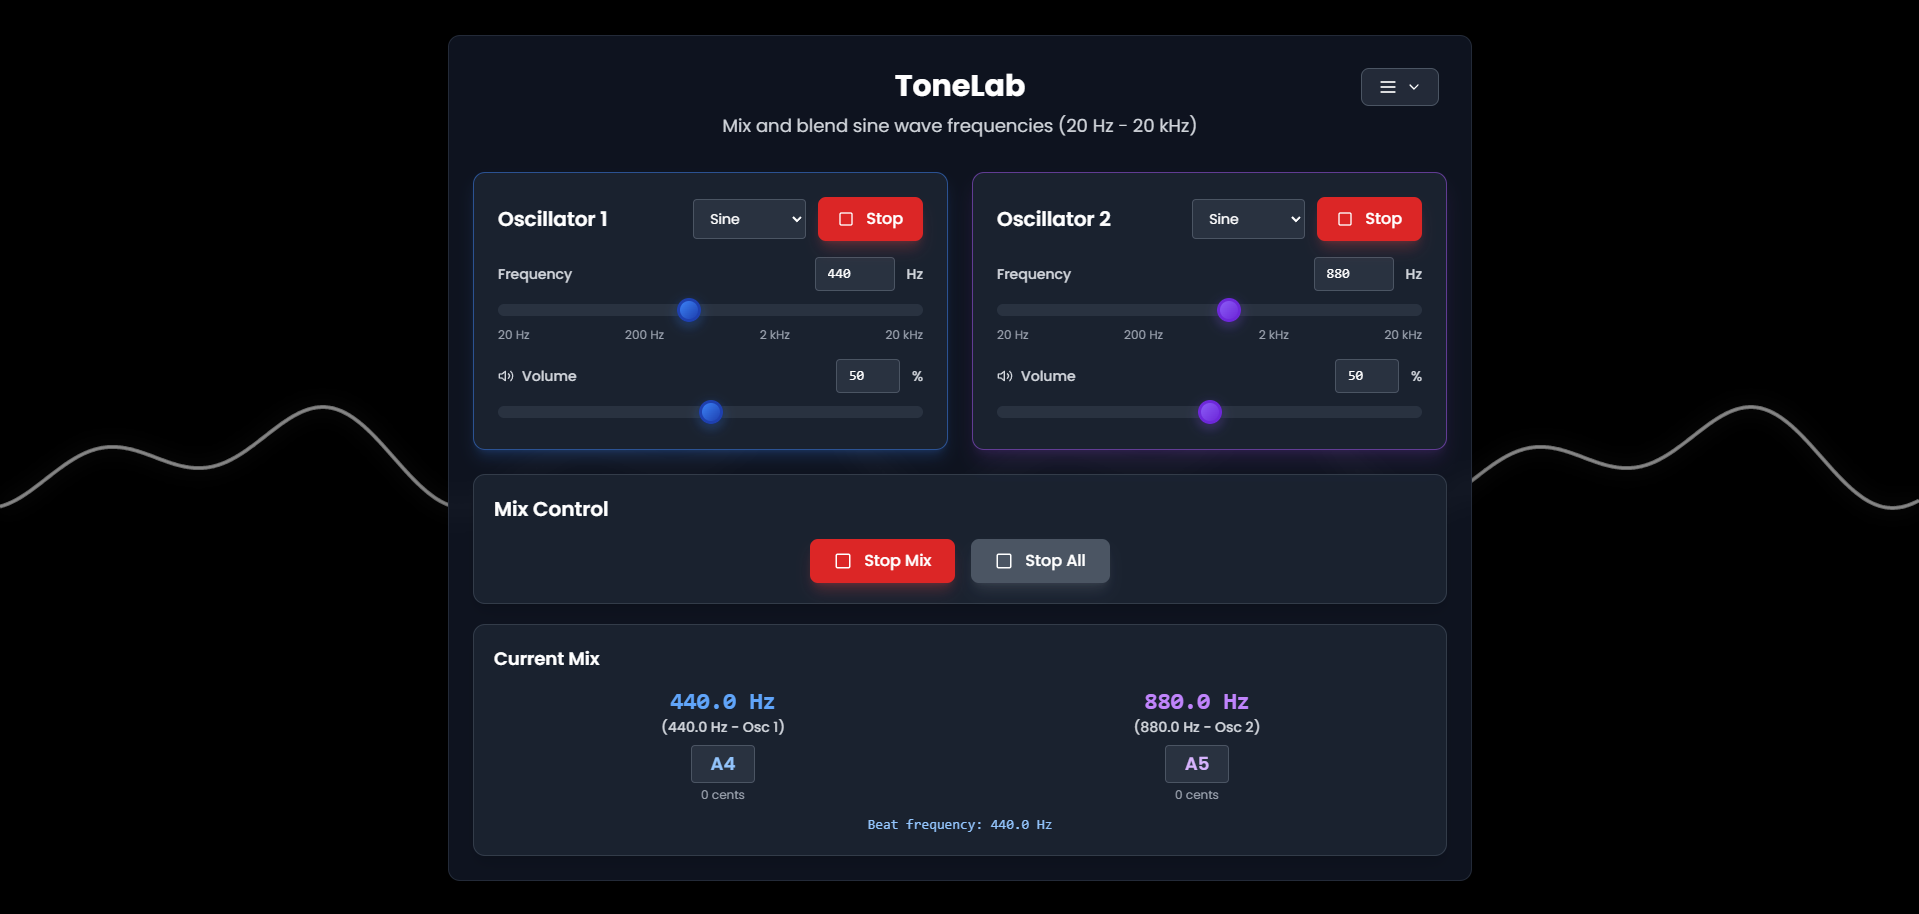 ToneLab
Mix and blend sine wave frequencies (20 Hz - 20 kHz)
Oscillator 1
Sine
Stop
Frequency
440
Hz
20 Hz
200 Hz
2 kHz
20 kHz
Volume
50
%
Oscillator 2
Sine
Stop
Frequency
880
Hz
20 Hz
200 Hz
2 kHz
20 kHz
Volume
50
%
Mix Control
Stop Mix
Stop All
Current Mix
440.0 Hz
(440.0 Hz - Osc 1)
A4
0 cents
880.0 Hz
(880.0 Hz - Osc 2)
A5
0 cents
Beat frequency: 440.0 Hz